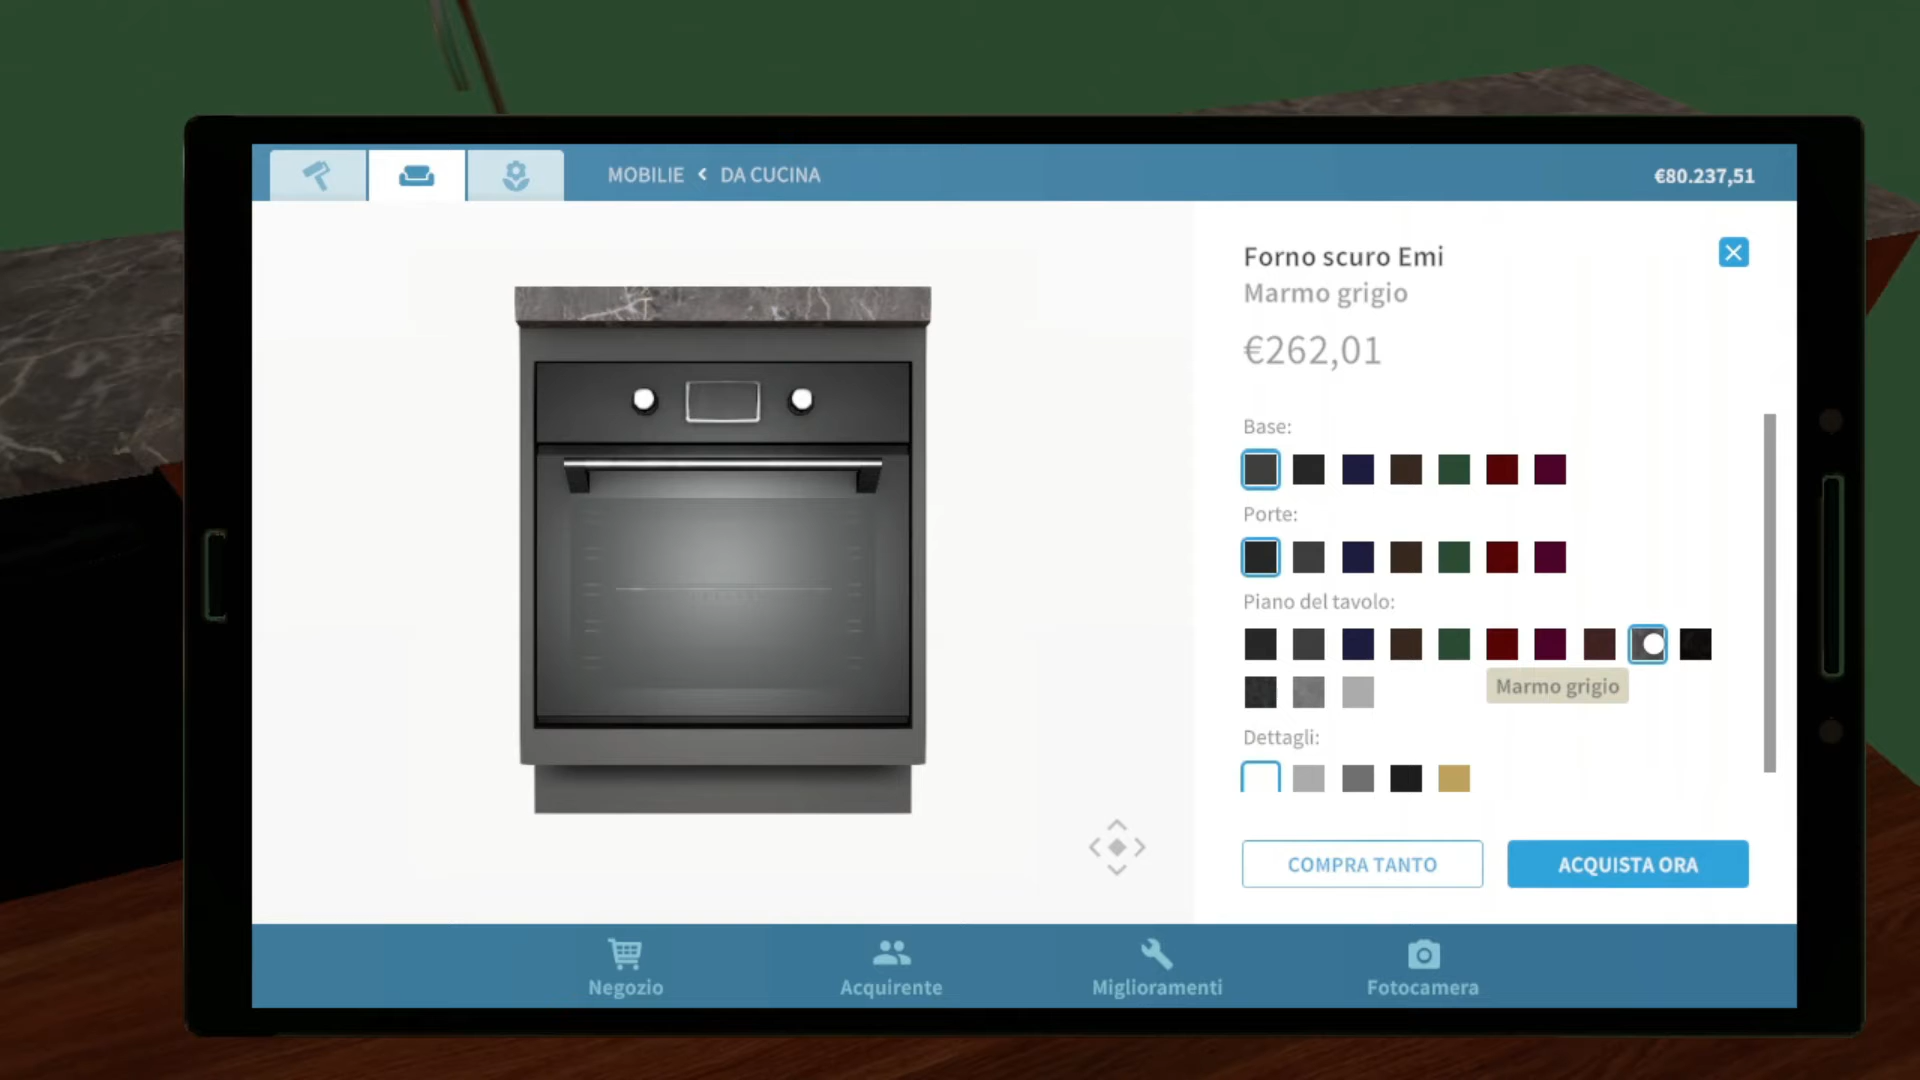 MOBILIE < DA CUCINA
€80.237,51
Forno scuro Emi
Marmo grigio
€262,01
Base:
Porte:
Piano del tavolo:
Marmo grigio
Dettagli:
COMPRA TANTO
ACQUISTA ORA
Negozio
Acquirente
Miglioramenti
Fotocamera